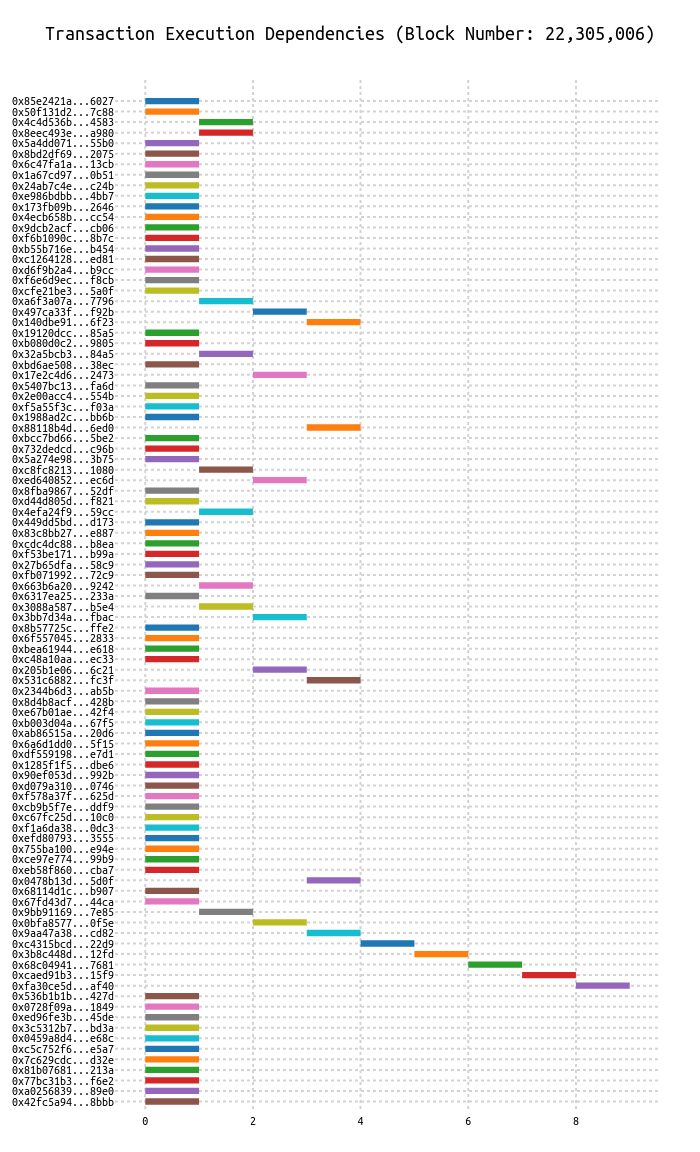 Transaction Execution Dependencies (Block Number: 22,305,006)
0x85e2421a...6027
0x50f131d2...7c88
0x4c4d536b...4583
0x8eec493e...a980
0x5a4dd071...55b0
0x8bd2df69...2075
0x6c47fa1a...13cb
0x1a67cd97...0b51
0x24ab7c4e...c24b
0xe986bdbb...4bb7
0x173fb09b...2646
0x4ecb658b...cc54
0x9dcb2acf...cb06
0xf6b1090c...8b7c
0xb55b716e...b454
0xc1264128...ed81
0xd6f9b2a4...b9cc
0xf6e6d9ec...f8cb
0xcfe21be3...5a0f
0xa6f3a07a...7796
0x497ca33f...f92b
0x140dbe91...6f23
0x19120dcc...85a5
0xb080d0c2...9805
0x32a5bcb3...84a5
0xbd6ae508...38ec
0x17e2c4d6...2473
0x5407bc13...fa6d
0x2e00acc4...554b
0xf5a55f3c...f03a
0x1988ad2c...bb6b
0x88118b4d...6ed0
0xbcc7bd66...5be2
0x732dedcd...c96b
0x5a274e98...3b75
0xc8fc8213...1080
0xed640852...ec6d
0x8fba9867...52df
0xd44d805d...f821
0x4efa24f9...59cc
0x449dd5bd...d173
0x83c8bb27...e887
0xcdc4dc88...b8ea
0xf53be171...b99a
0x27b65dfa...58c9
0xfb071992...72c9
0x663b6a20...9242
0x6317ea25...233a
0x3088a587...b5e4
0x3bb7d34a...fbac
0x8b57725c...ffe2
0x6f557045...2833
0xbea61944...e618
0xc48a10aa...ec33
0x205b1e06...6c21
0x531c6882...fc3f
0x2344b6d3...ab5b
0x8d4b8acf...428b
0xe67b01ae...42f4
0xb003d04a...67f5
0xab86515a...20d6
0x6a6d1dd0...5f15
0xdf559198...e7d1
0x1285f1f5...dbe6
0x90ef053d...992b
0xd079a310...0746
0xf578a37f...625d
0xcb9b5f7e...ddf9
0xc67fc25d...10c0
0xf1a6da38...0dc3
0xefd80793...3555
0x755ba100...e94e
0xce97e774...99b9
0xeb58f860...cba7
0x0478b13d...5d0f
0x68114d1c...b907
0x67fd43d7...44ca
0x9bb91169...7e85
0x0bfa8577...0f5e
0x9aa47a38...cd82
0xc4315bcd...22d9
0x3b8c448d...12fd
0x68c04941...7681
0xcaed91b3...15f9
0xfa30ce5d...af40
0x536b1b1b...427d
0x0728f09a...1849
0xed96fe3b...45de
0x3c5312b7...bd3a
0x0459a8d4...e68c
0xc5c752f6...e5a7
0x7c629cdc...d32e
0x81b07681...213a
0x77bc31b3...f6e2
0xa0256839...89e0
0x42fc5a94...8bbb
0 2 4 6 8